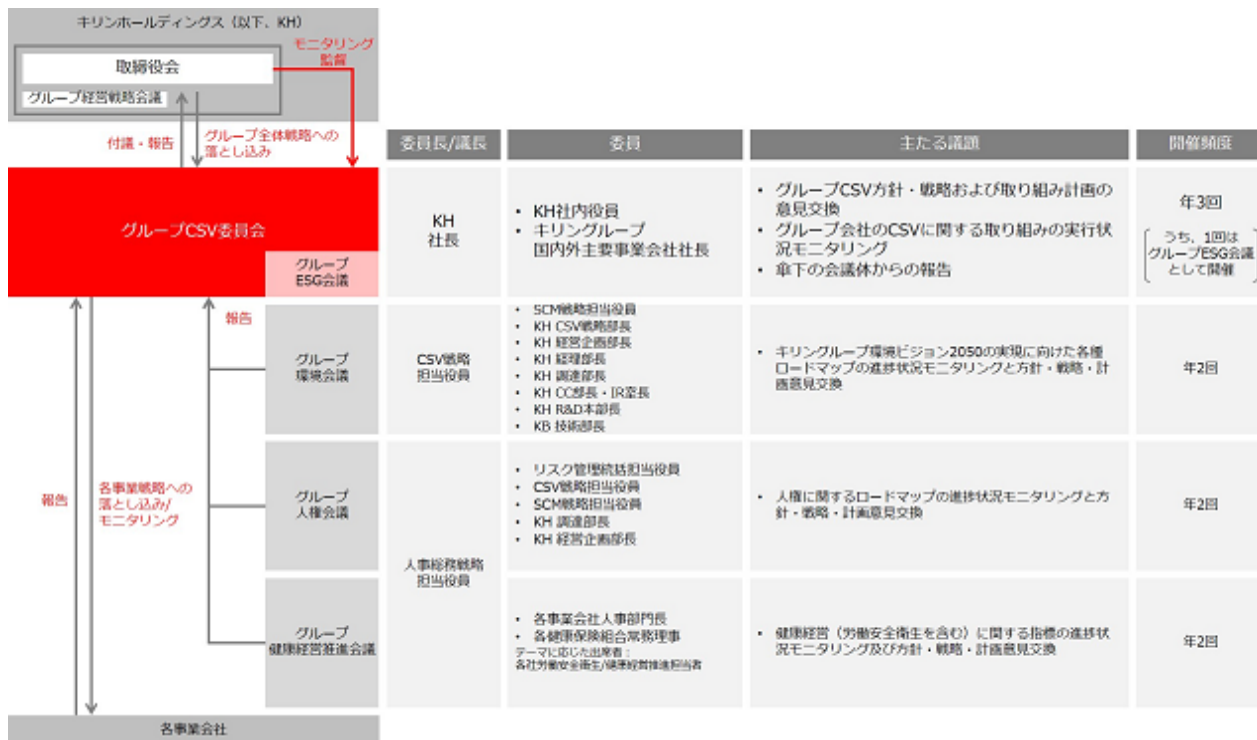 キリンホールディングス（以下、KH）
モニタリング
監督
取締役会
グループ経営戦略会議
付議・報告
グループ全体戦略への
落とし込み
委員長/議長
委員
主たる議題
開催頻度
グループCSV委員会
グループ
ESG会議
KH
社長
• KH社内役員
• キリングループ
国内外主要事業会社社長
• グループCSV方針・戦略および取り組み計画の
意見交換
• グループ会社のCSVに関する取り組みの実行状
況モニタリング
• 傘下の会議体からの報告
年3回
うち、1回は
グループESG会議
として開催
報告
グループ
環境会議
CSV戦略
担当役員
• SCM戦略担当役員
• KH CSV戦略部長
• KH 経営企画部長
• KH 経理部長
• KH 調達部長
• KH CC部長・IR室長
• KH R&D本部長
• KB 技術部長
• キリングループ環境ビジョン2050の実現に向けた各種
ロードマップの進捗状況モニタリングと方針・戦略・計
画意見交換
年2回
報告
各事業戦略への
落とし込み/
モニタリング
グループ
人権会議
人事総務戦略
担当役員
• リスク管理統括担当役員
• CSV戦略担当役員
• SCM戦略担当役員
• KH 調達部長
• KH 経営企画部長
• 人権に関するロードマップの進捗状況モニタリングと方
針・戦略・計画意見交換
年2回
グループ
健康経営推進会議
• 各事業会社人事部門長
• 各健康保険組合常務理事
テーマに応じた出席者：
各社労働安全衛生/健康経営推進担当者
• 健康経営（労働安全衛生を含む）に関する指標の進捗状
況モニタリング及び方針・戦略・計画意見交換
年2回
各事業会社